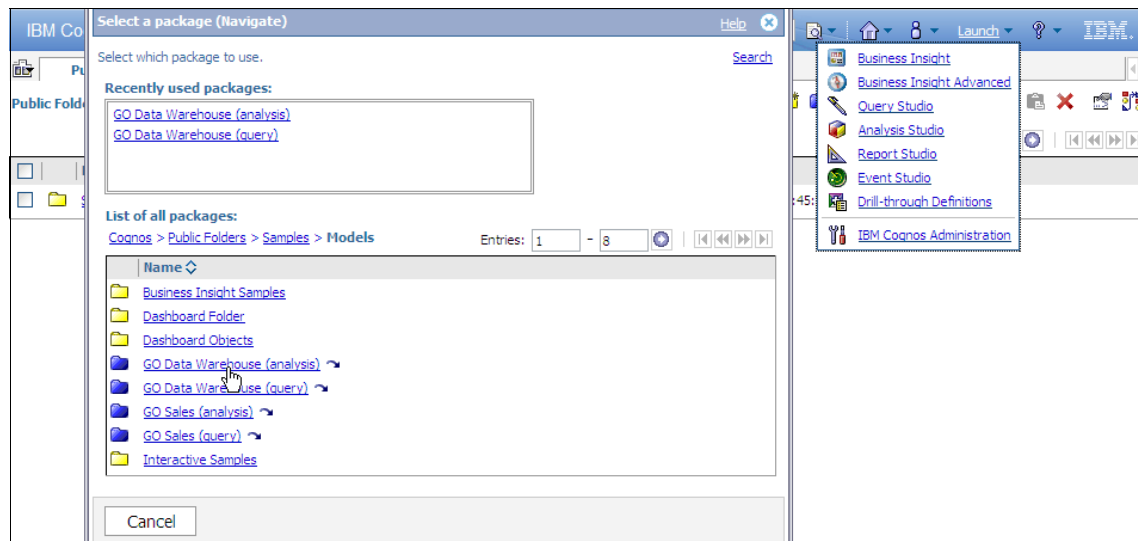 IBM Co
Select a package (Navigate)
Help
Launch
IBM.
Select which package to use.
Search
Public Fold
Recently used packages:
GO Data Warehouse (analysis)
GO Data Warehouse (query)
List of all packages:
Cognos > Public Folders > Samples > Models
Entries: 1 - 8
Name
Business Insight Samples
Dashboard Folder
Dashboard Objects
GO Data Warehouse (analysis)
GO Data Warehouse (query)
GO Sales (analysis)
GO Sales (query)
Interactive Samples
Cancel
:45:
Business Insight
Business Insight Advanced
Query Studio
Analysis Studio
Report Studio
Event Studio
Drill-through Definitions
IBM Cognos Administration